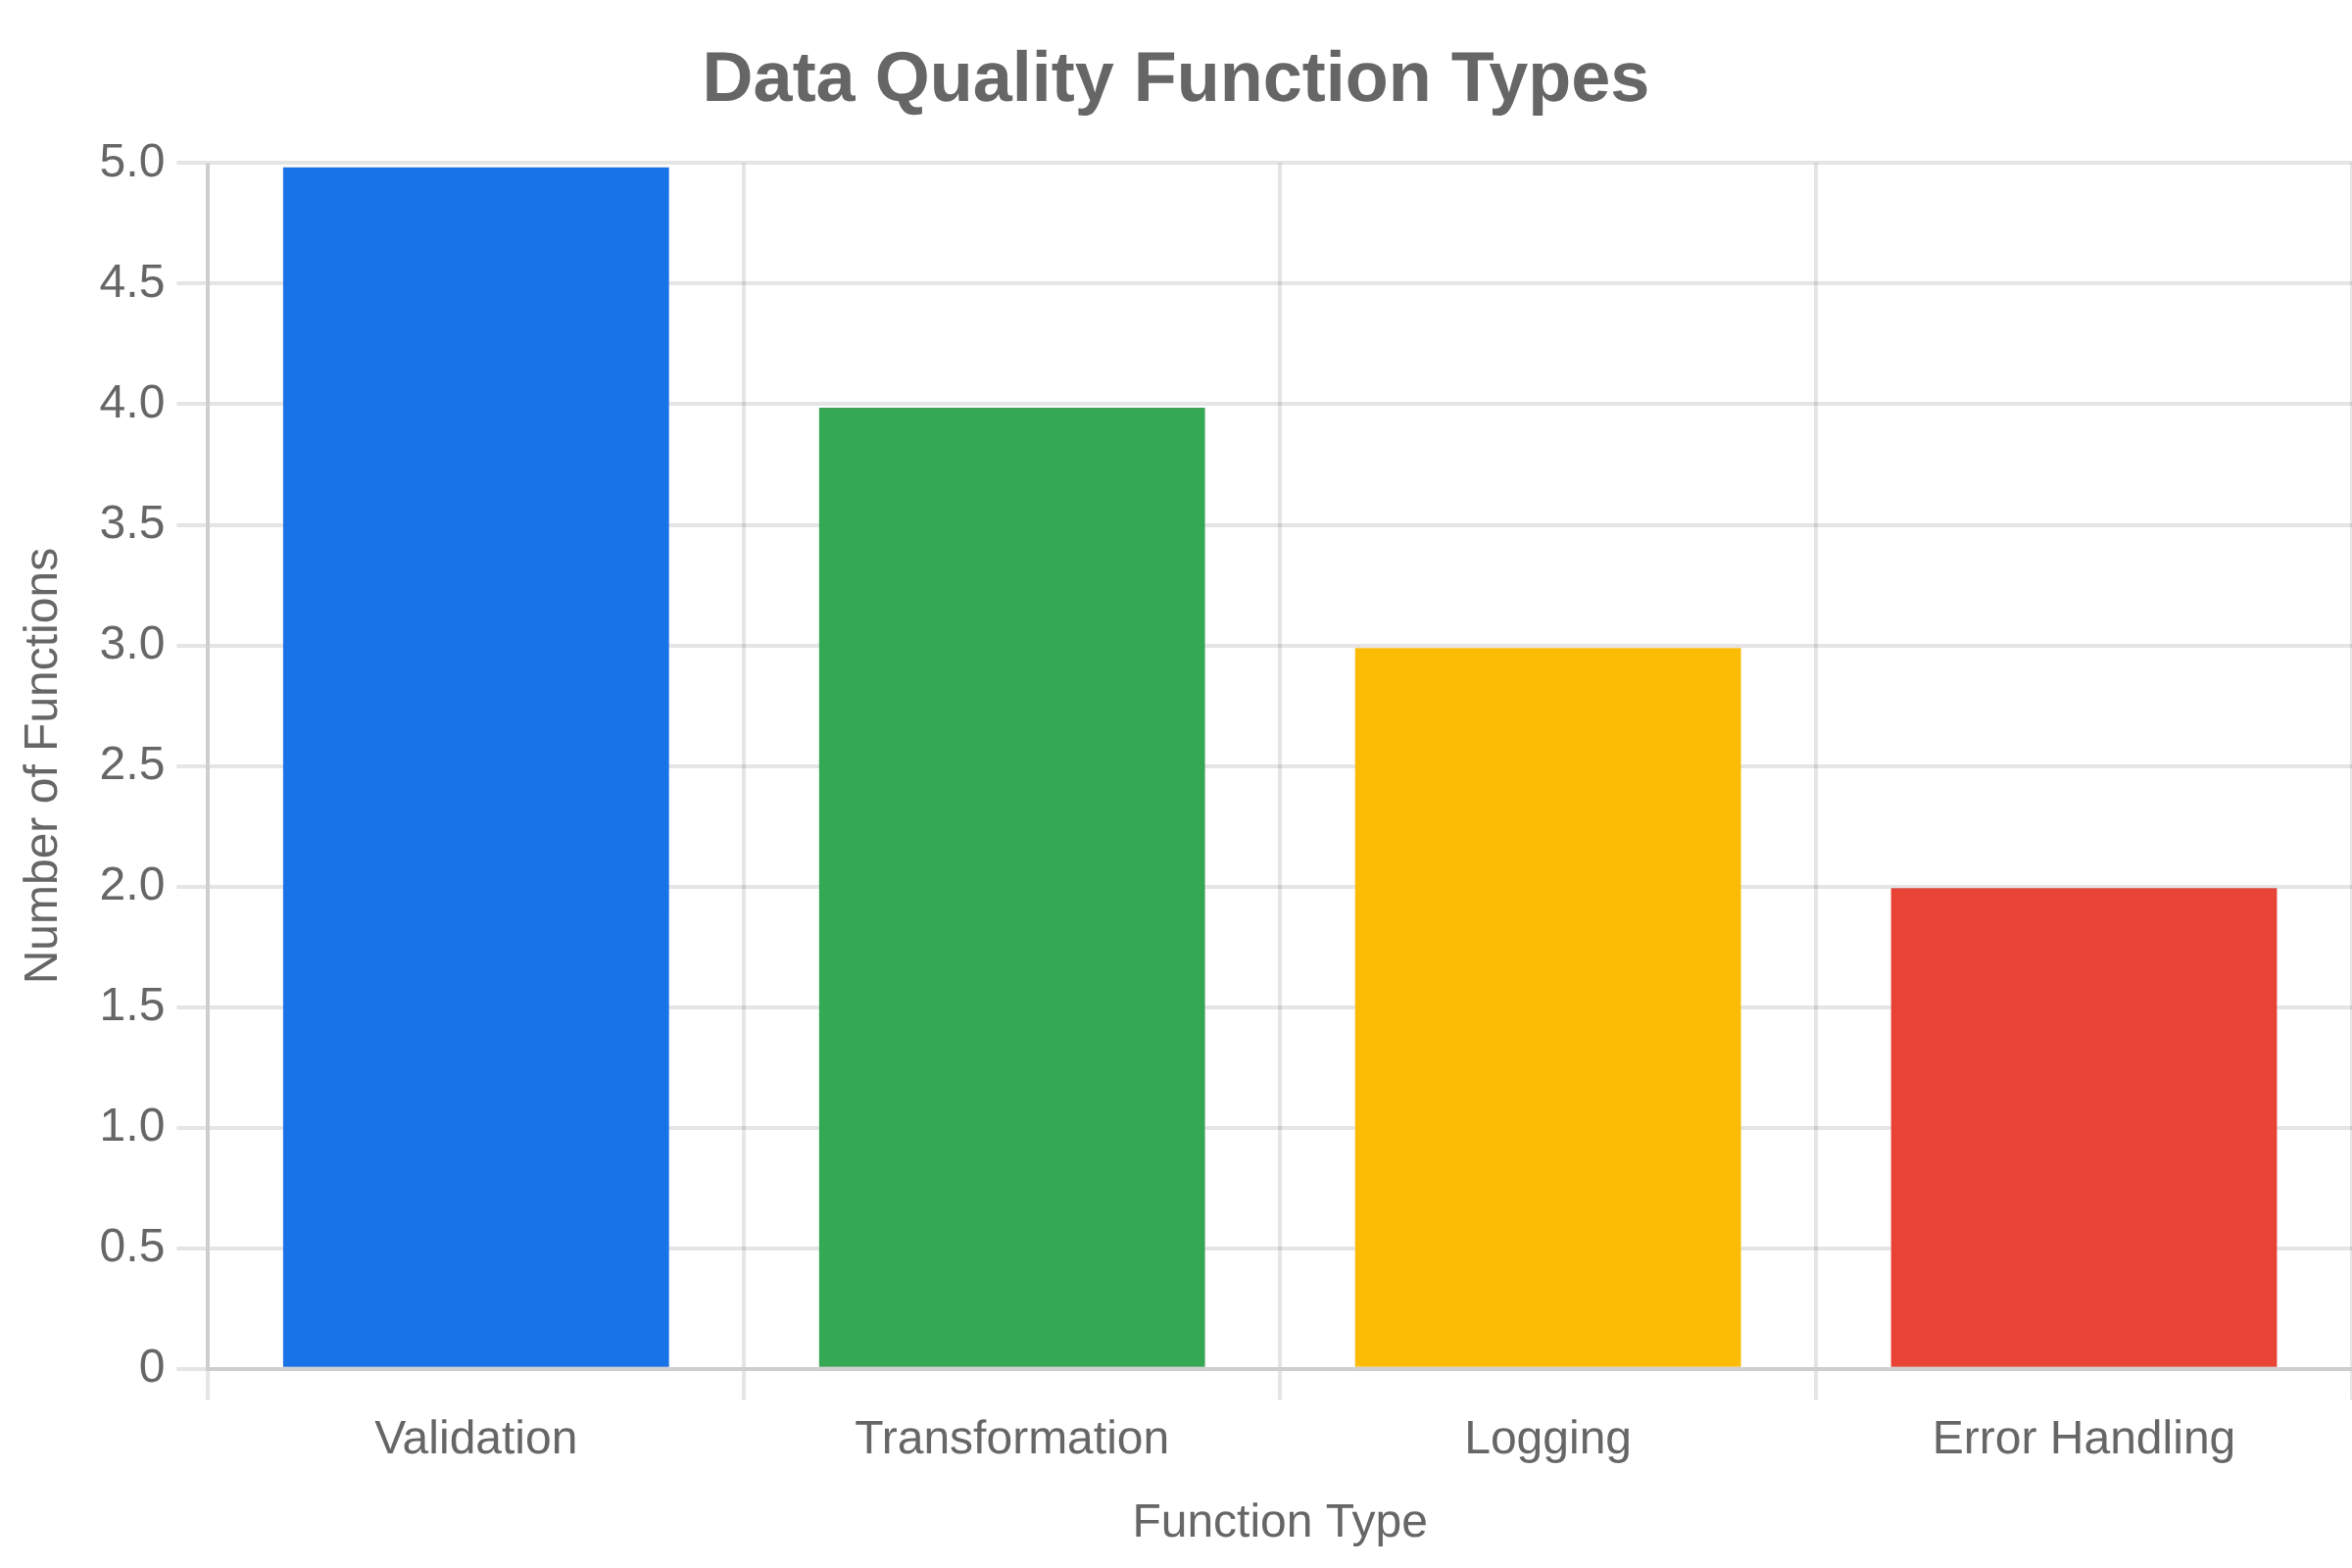 Data Quality Function Types
5.0
4.5
4.0
3.5
3.0
2.5
2.0
1.5
1.0
0.5
0
Number of Functions
Validation
Transformation
Logging
Error Handling
Function Type